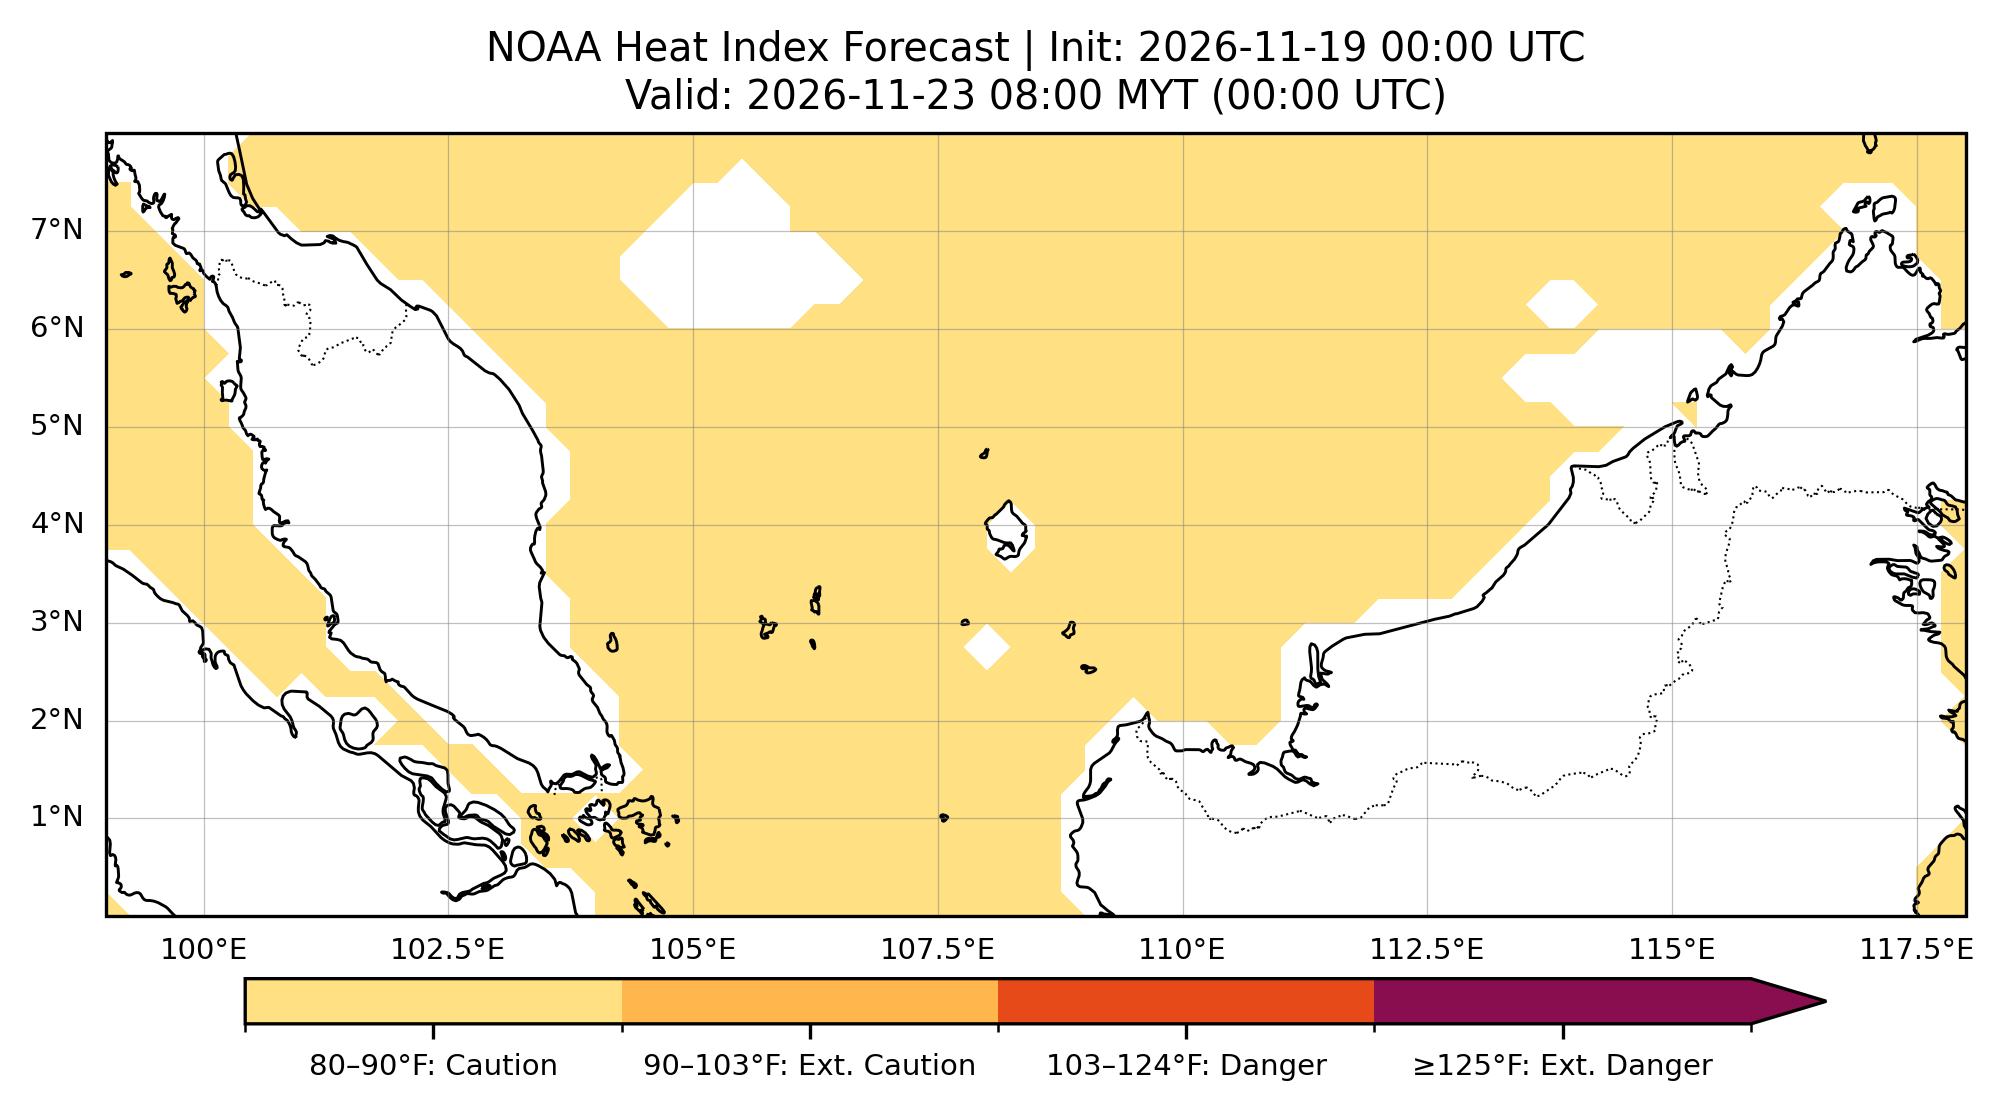 NOAA Heat Index Forecast | Init: 2026-11-19 00:00 UTC
Valid: 2026-11-23 08:00 MYT (00:00 UTC)
7°N
6°N
5°N
4°N
3°N
2°N
1°N
100°E
102.5°E
105°E
107.5°E
110°E
112.5°E
115°E
117.5°E
80–90°F: Caution
90–103°F: Ext. Caution
103–124°F: Danger
≥125°F: Ext. Danger